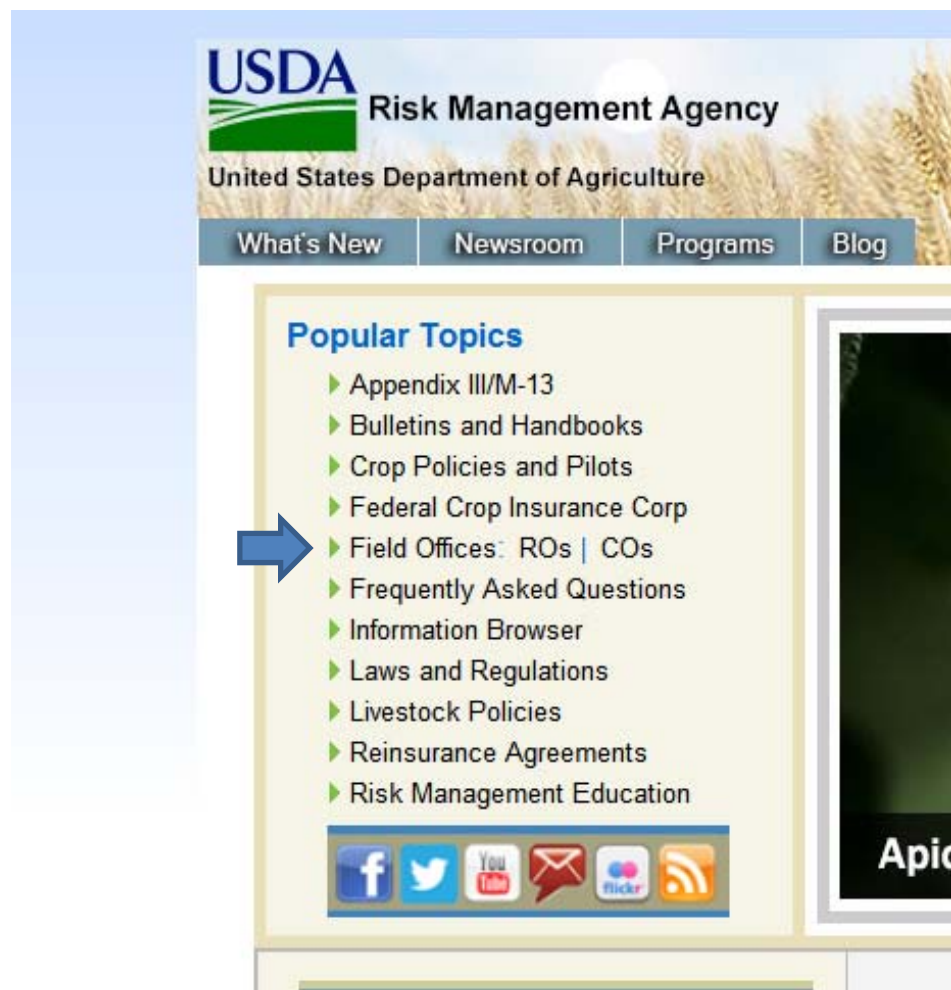 USDA
Risk Management Agency
United States Department of Agriculture
What's New Newsroom Programs Blog
Popular Topics
Appendix III/M-13
Bulletins and Handbooks
Crop Policies and Pilots
Federal Crop Insurance Corp
Field Offices: ROs | COs
Frequently Asked Questions
Information Browser
Laws and Regulations
Livestock Policies
Reinsurance Agreements
Risk Management Education
f You Tube flickr